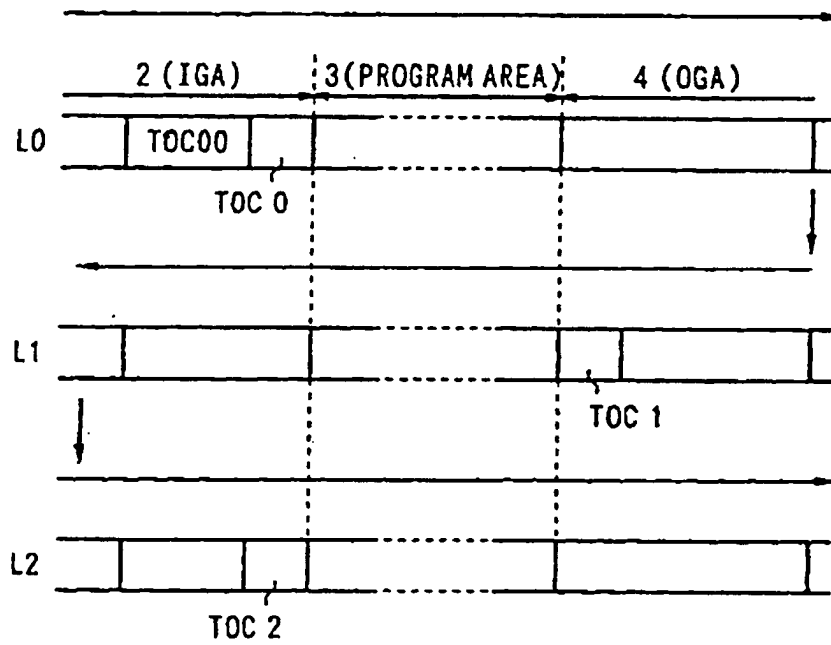 2 (IGA) 3(PROGRAM AREA) 4 (OGA)
L0 TOC00
TOC 0
L1
TOC 1
L2
TOC 2